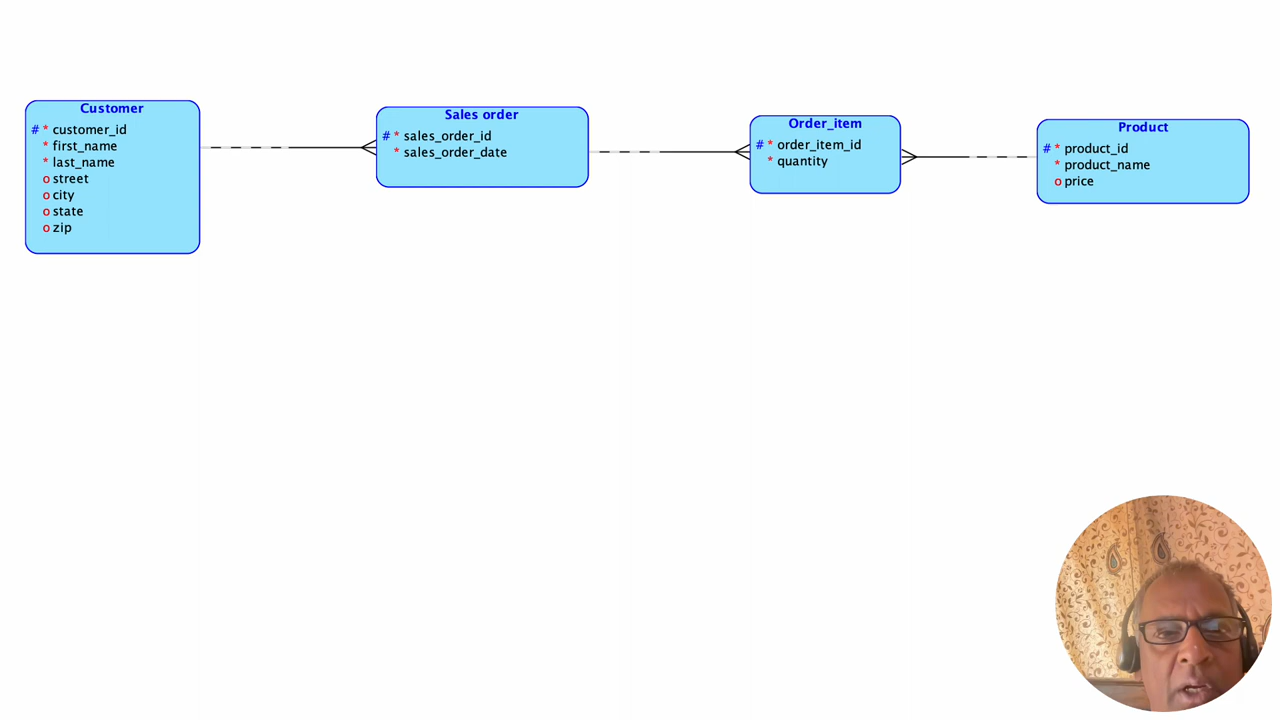 Customer
# * customer_id
* first_name
* last_name
o street
o city
o state
o zip
Sales order
# * sales_order_id
* sales_order_date
Order_item
# * order_item_id
* quantity
Product
# * product_id
* product_name
o price